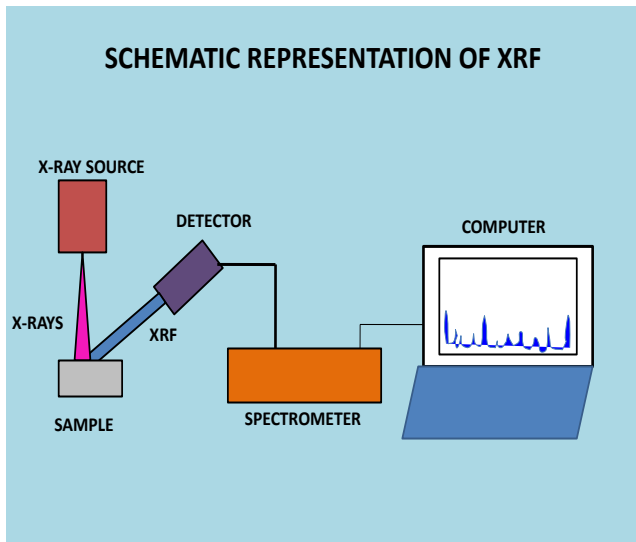 SCHEMATIC REPRESENTATION OF XRF
X-RAY SOURCE
DETECTOR
COMPUTER
X-RAYS
XRF
SAMPLE
SPECTROMETER